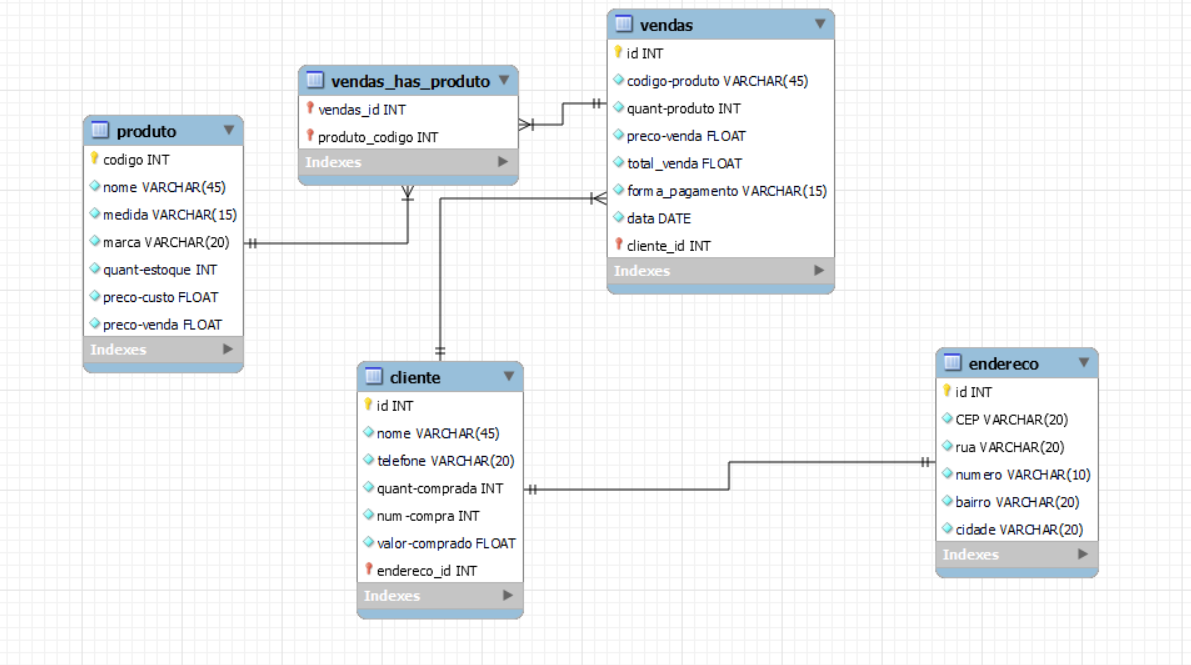 vendas
id INT
codigo-produto VARCHAR(45)
quant-produto INT
preco-venda FLOAT
total_venda FLOAT
forma_pagamento VARCHAR(15)
data DATE
cliente_id INT
Indexes
vendas_has_produto
vendas_id INT
produto_codigo INT
Indexes
produto
codigo INT
nome VARCHAR(45)
medida VARCHAR(15)
marca VARCHAR(20)
quant-estoque INT
preco-custo FLOAT
preco-venda FLOAT
Indexes
cliente
id INT
nome VARCHAR(45)
telefone VARCHAR(20)
quant-comprada INT
num-compra INT
valor-comprado FLOAT
endereco_id INT
Indexes
endereco
id INT
CEP VARCHAR(20)
rua VARCHAR(20)
numero VARCHAR(10)
bairro VARCHAR(20)
cidade VARCHAR(20)
Indexes